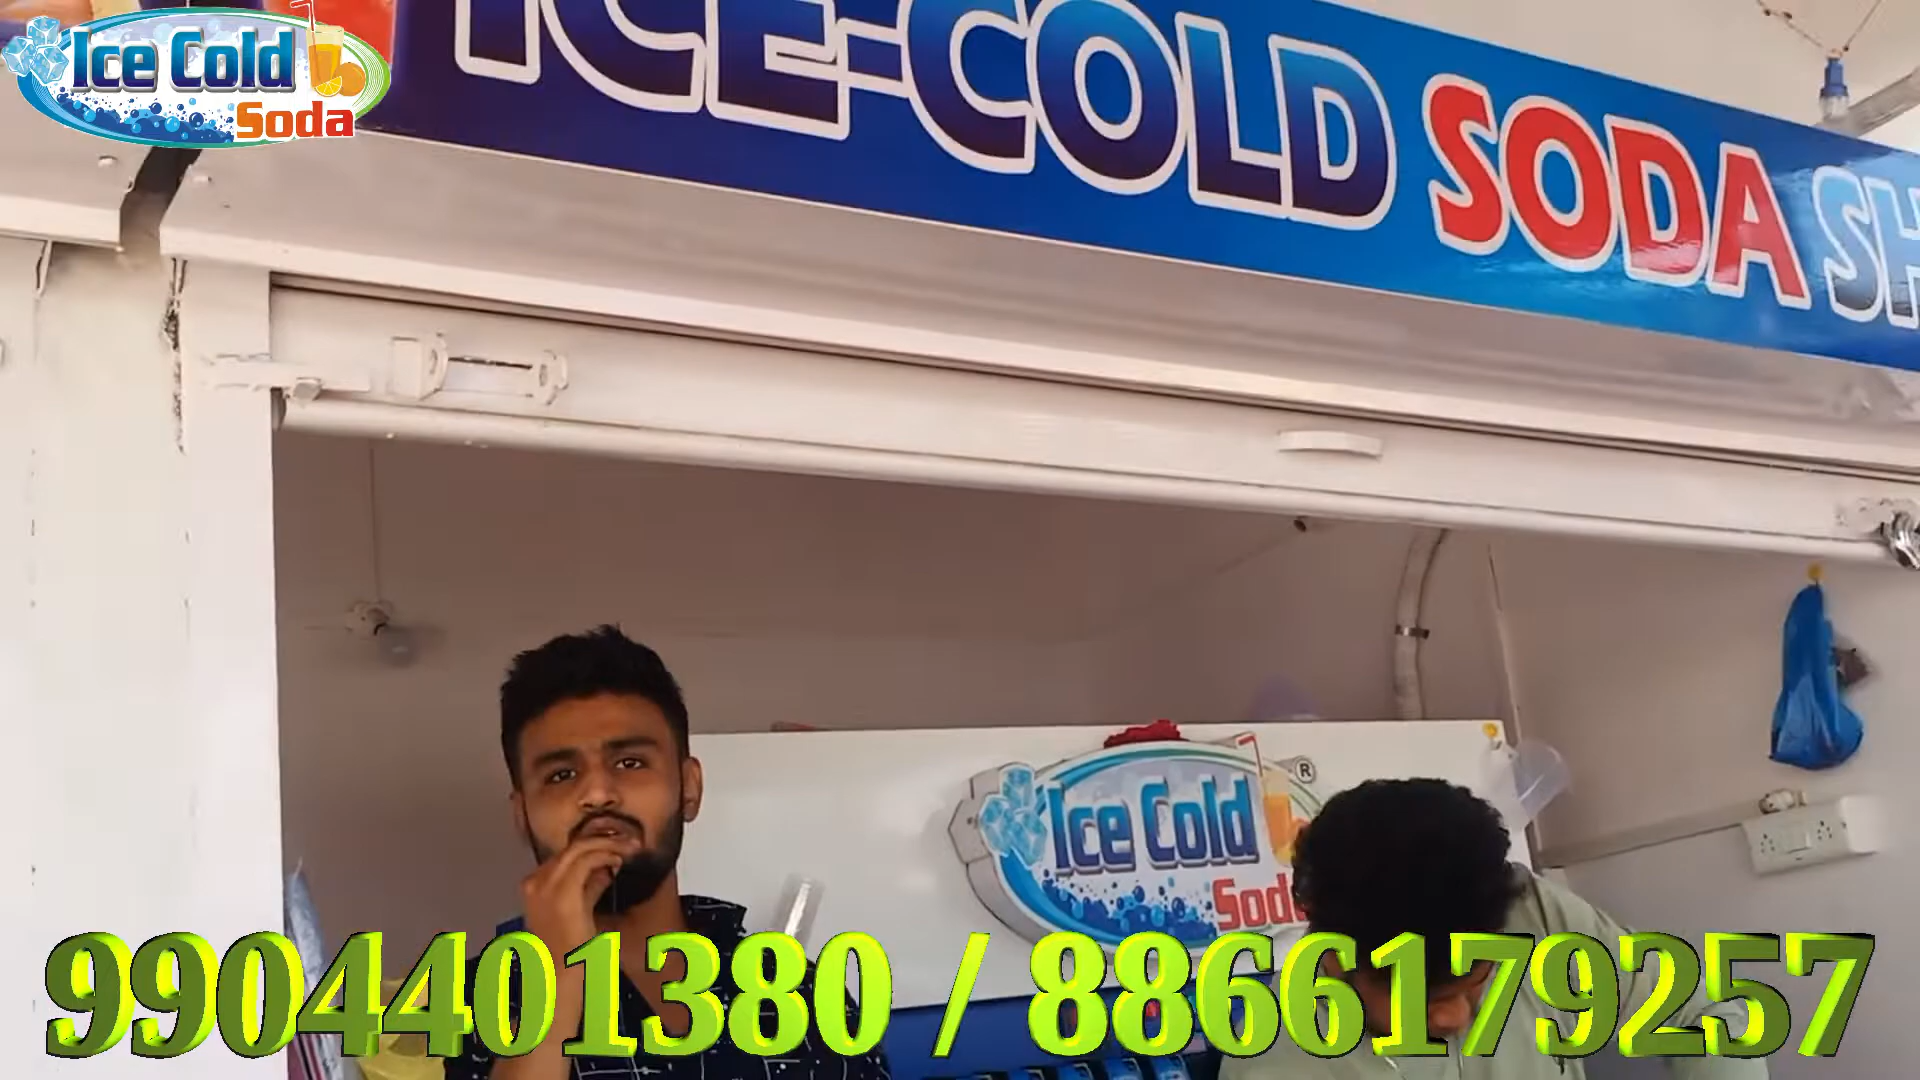 Ice Cold
Soda
ICE-COLD SODA SH
Ice Cold ®
Soda
9904401380 / 8866179257